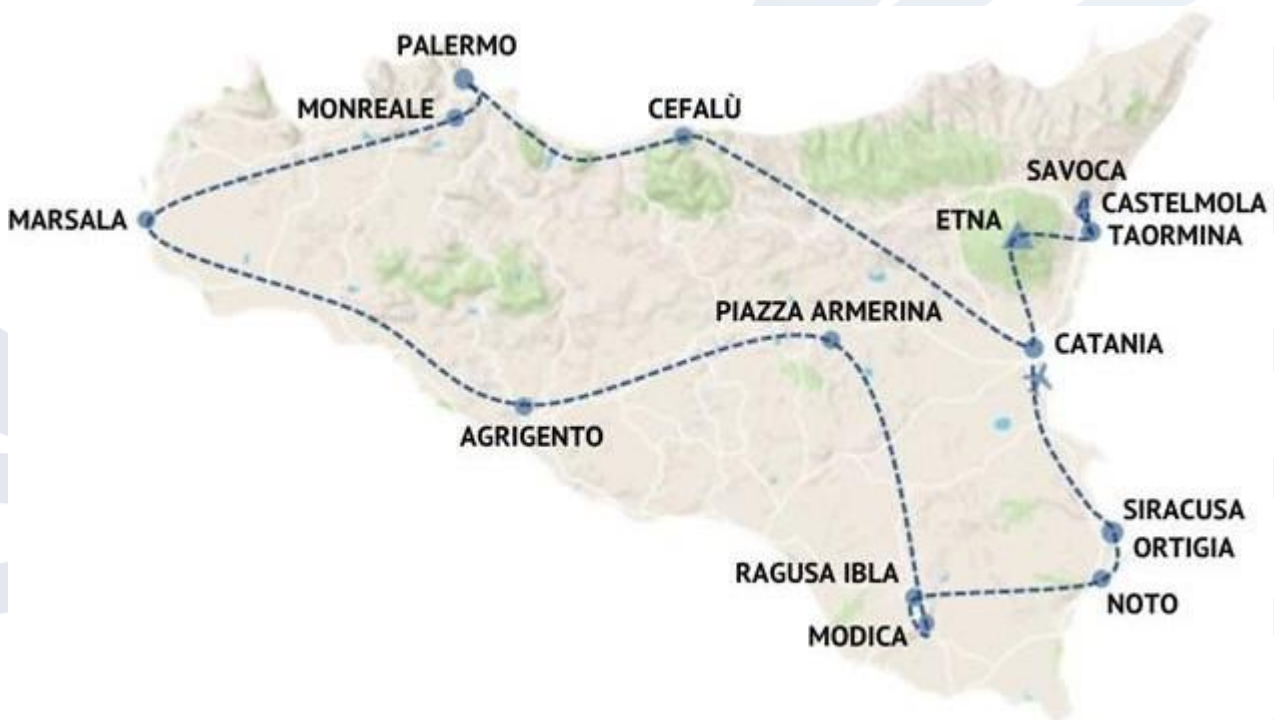 PALERMO
MONREALE
CEFALÙ
SAVOCA
CASTELMOLA
MARSALA
ETNA
TAORMINA
PIAZZA ARMERINA
CATANIA
AGRIGENTO
SIRACUSA
ORTIGIA
RAGUSA IBLA
NOTO
MODICA